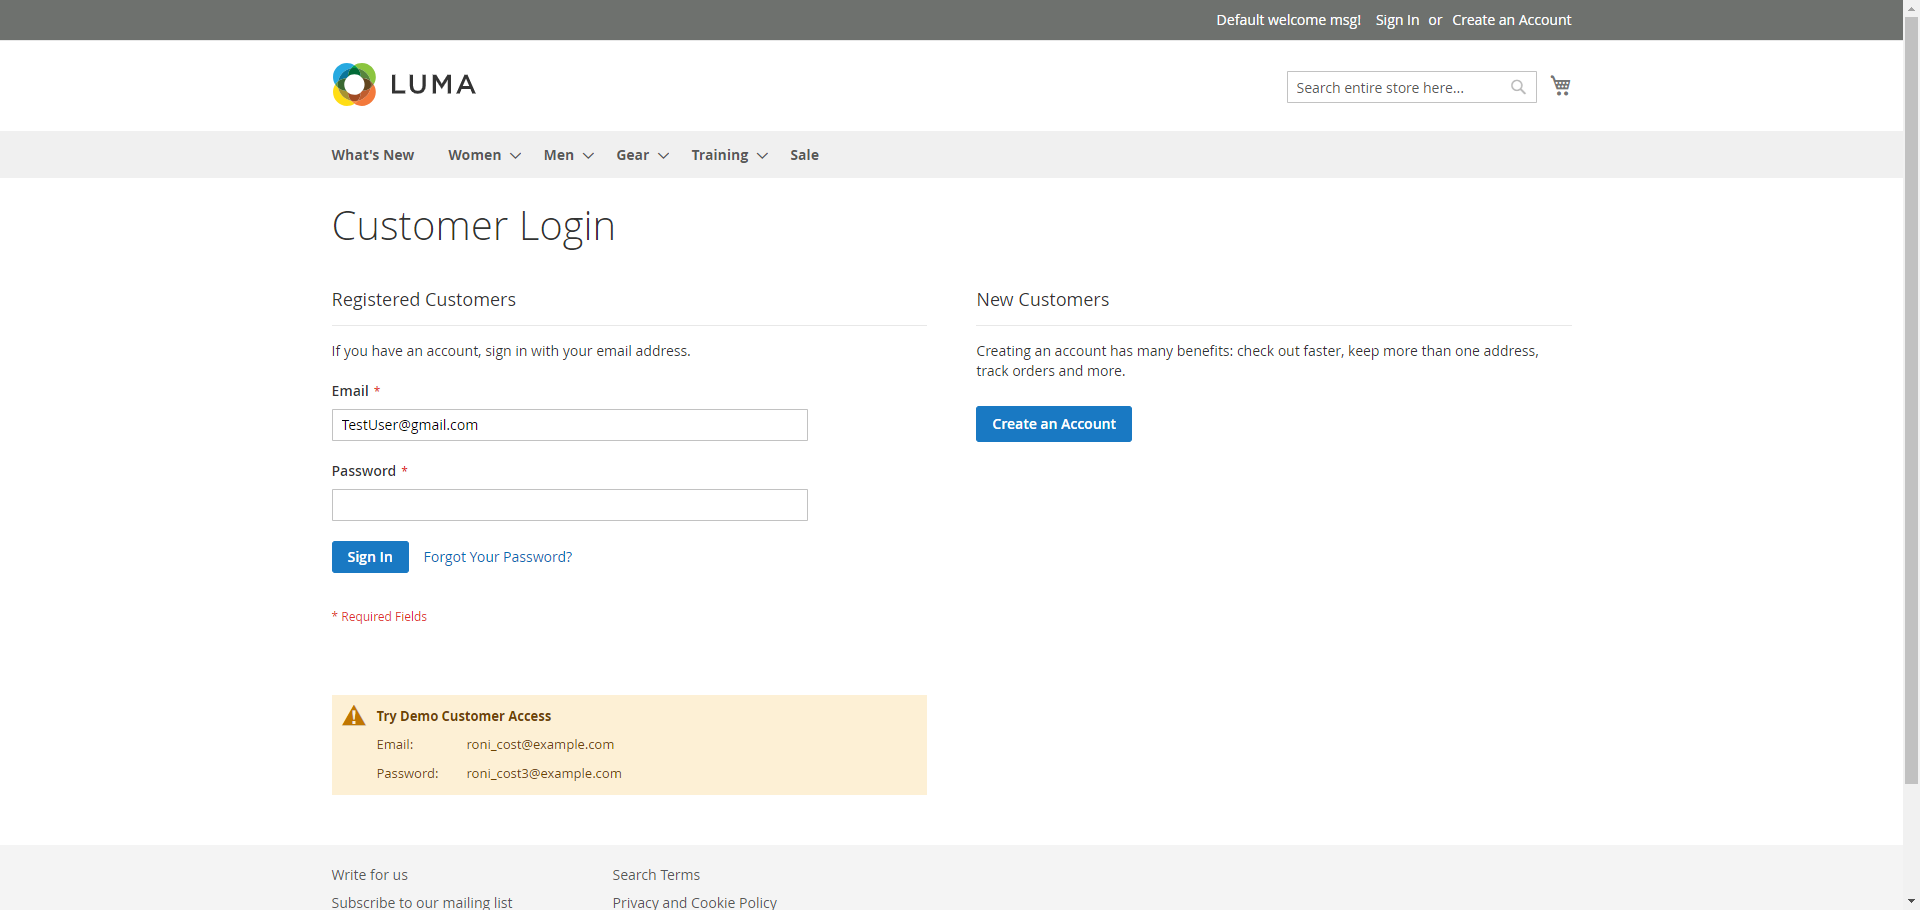 Default welcome msg! Sign In or Create an Account
LUMA
Search entire store here...
What's New Women Men Gear Training Sale
Customer Login
Registered Customers
If you have an account, sign in with your email address.
Email *
TestUser@gmail.com
Password *
Sign In Forgot Your Password?
* Required Fields
New Customers
Creating an account has many benefits: check out faster, keep more than one address,
track orders and more.
Create an Account
Try Demo Customer Access
Email: roni_cost@example.com
Password: roni_cost3@example.com
Write for us
Subscribe to our mailing list
Search Terms
Privacy and Cookie Policy